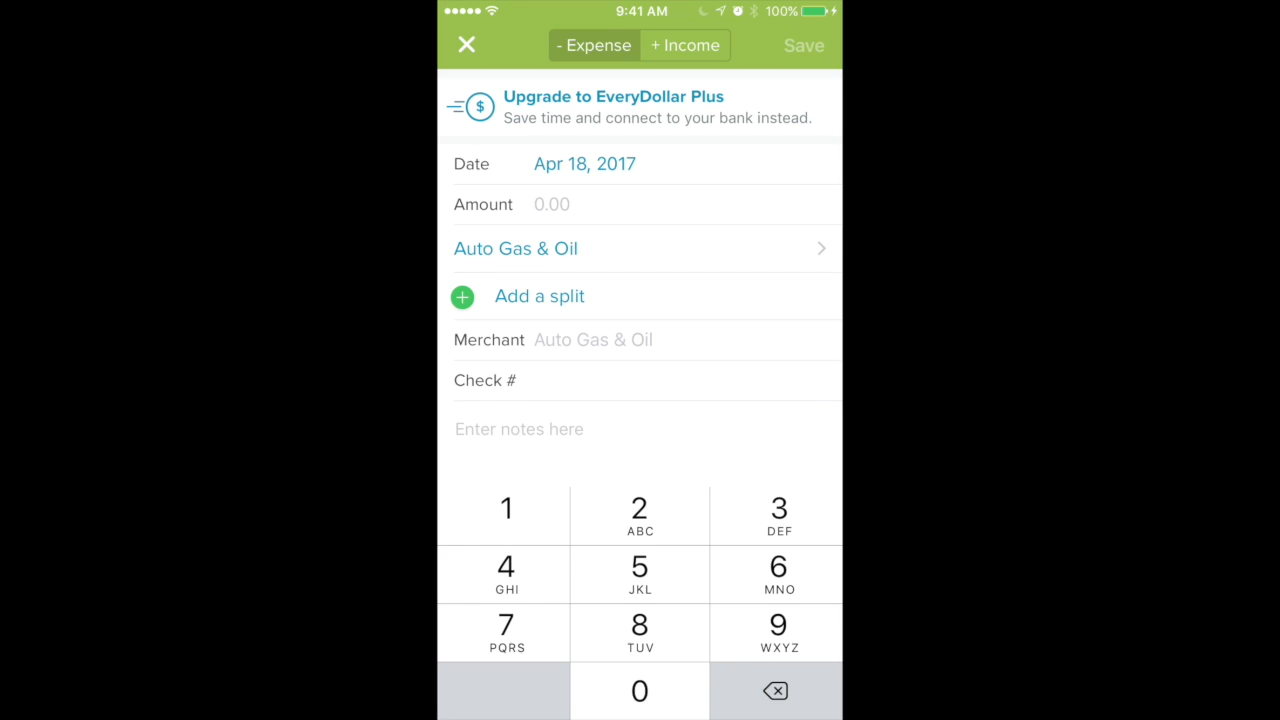 9:41 AM 100%
- Expense + Income Save
$
Upgrade to EveryDollar Plus
Save time and connect to your bank instead.
Date Apr 18, 2017
Amount 0.00
Auto Gas & Oil
Add a split
Merchant Auto Gas & Oil
Check #
Enter notes here
1 2 3
ABC DEF
4 5 6
GHI JKL MNO
7 8 9
PQRS TUV WXYZ
0